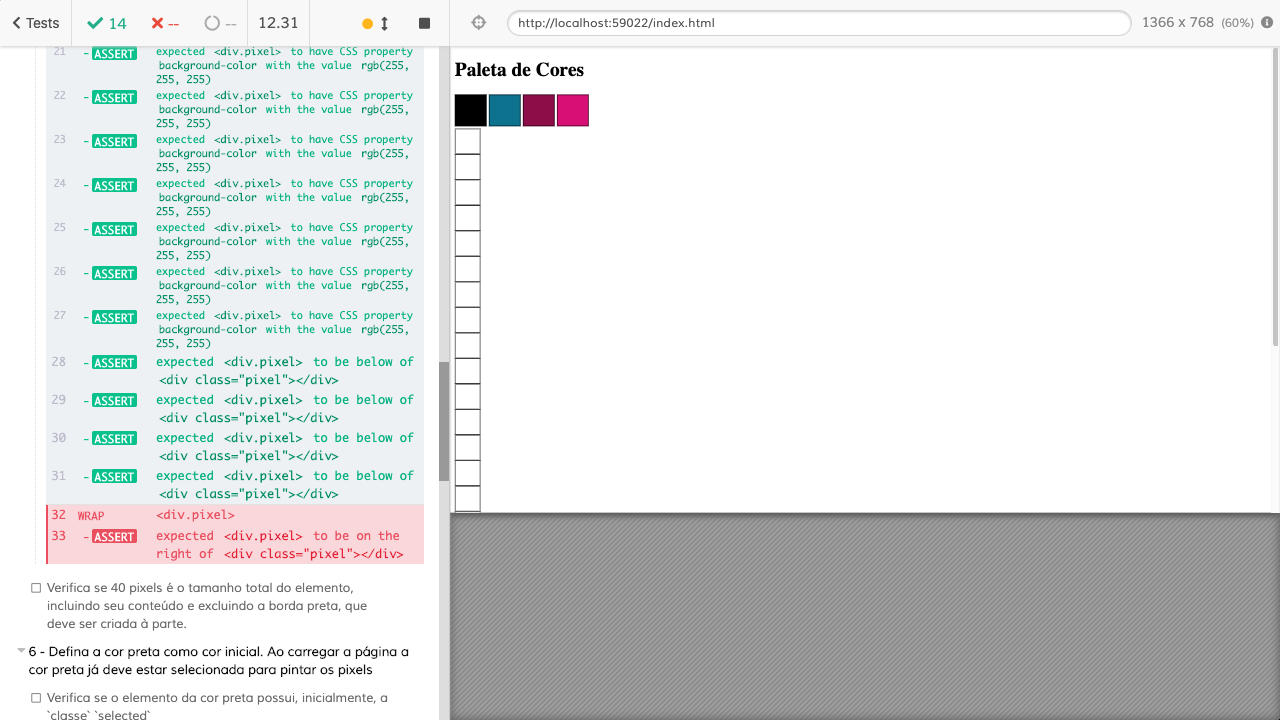 Tests
14
--
--
12.31
http://localhost:59022/index.html
1366 x 768 (60%)
21 - ASSERT expected <div.pixel> to have CSS property
background-color with the value rgb(255,
255, 255)
22 - ASSERT expected <div.pixel> to have CSS property
background-color with the value rgb(255,
255, 255)
23 - ASSERT expected <div.pixel> to have CSS property
background-color with the value rgb(255,
255, 255)
24 - ASSERT expected <div.pixel> to have CSS property
background-color with the value rgb(255,
255, 255)
25 - ASSERT expected <div.pixel> to have CSS property
background-color with the value rgb(255,
255, 255)
26 - ASSERT expected <div.pixel> to have CSS property
background-color with the value rgb(255,
255, 255)
27 - ASSERT expected <div.pixel> to have CSS property
background-color with the value rgb(255,
255, 255)
28 - ASSERT expected <div.pixel> to be below of
<div class="pixel"></div>
29 - ASSERT expected <div.pixel> to be below of
<div class="pixel"></div>
30 - ASSERT expected <div.pixel> to be below of
<div class="pixel"></div>
31 - ASSERT expected <div.pixel> to be below of
<div class="pixel"></div>
32 WRAP <div.pixel>
33 - ASSERT expected <div.pixel> to be on the
right of <div class="pixel"></div>
Verifica se 40 pixels é o tamanho total do elemento,
incluindo seu conteúdo e excluindo a borda preta, que
deve ser criada à parte.
6 - Defina a cor preta como cor inicial. Ao carregar a página a
cor preta já deve estar selecionada para pintar os pixels
Verifica se o elemento da cor preta possui, inicialmente, a
`classe` `selected`
Paleta de Cores